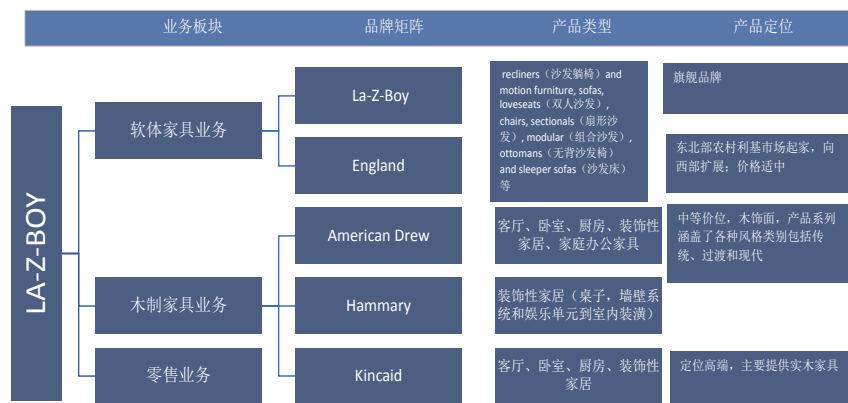 业务板块
品牌矩阵
产品类型
产品定位
LA-Z-BOY
软体家具业务
木制家具业务
零售业务
La-Z-Boy
England
American Drew
Hammary
Kincaid
recliners（沙发躺椅）and
motion furniture, sofas,
loveseats（双人沙发）,
chairs, sectionals（扇形沙
发）, modular（组合沙发）,
ottomans（无背沙发椅）
and sleeper sofas（沙发床）
等
客厅、卧室、厨房、装饰性
家居、家庭办公家具
装饰性家居（桌子，墙壁系
统和娱乐单元到室内装潢）
客厅、卧室、厨房、装饰性
家居
旗舰品牌
东北部农村利基市场起家，向
西部扩展；价格适中
中等价位，木饰面，产品系列
涵盖了各种风格类别包括传
统、过渡和现代
定位高端，主要提供实木家具